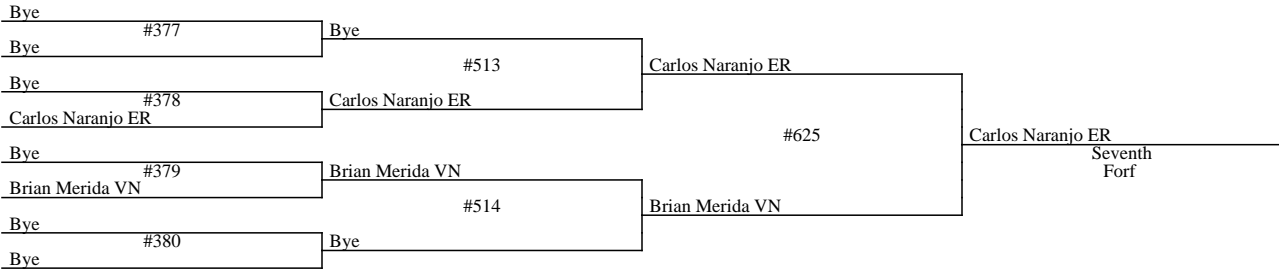 Bye
#377
Bye
Bye
#513
Carlos Naranjo ER
Bye
#378
Carlos Naranjo ER
Carlos Naranjo ER
#625
Carlos Naranjo ER
Seventh
Forf
Bye
#379
Brian Merida VN
Brian Merida VN
#514
Brian Merida VN
Bye
#380
Bye
Bye